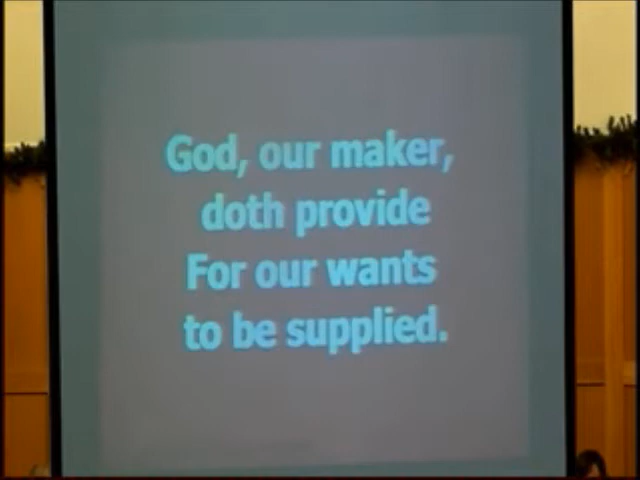 God, our maker,
doth provide
For our wants
to be supplied.